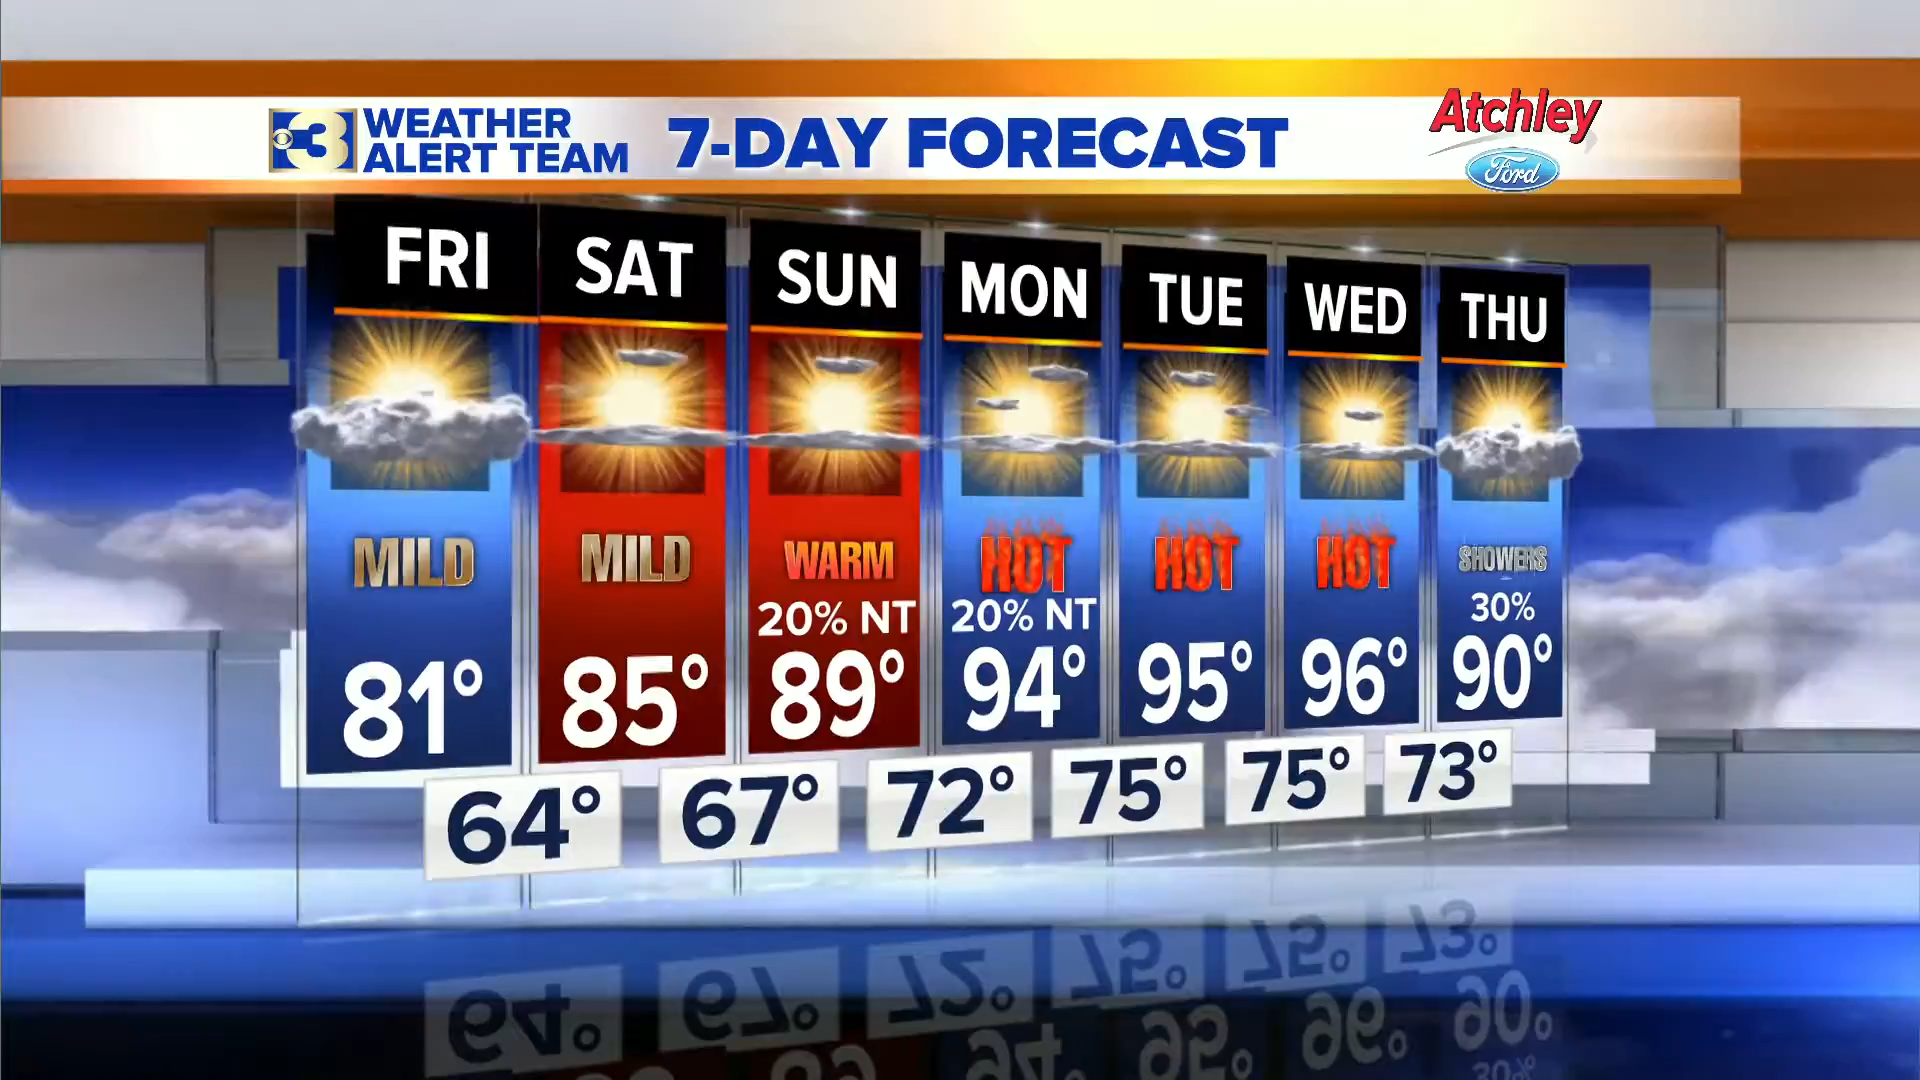 3 WEATHER
ALERT TEAM
7-DAY FORECAST
Atchley
Ford
FRI SAT SUN MON TUE WED THU
MILD MILD WARM HOT HOT HOT SHOWERS
20% NT 20% NT 30%
81° 85° 89° 94° 95° 96° 90°
64° 67° 72° 75° 75° 73°